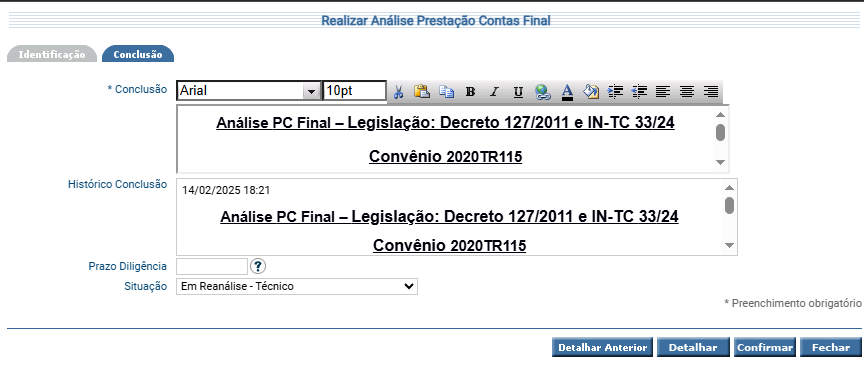 Realizar Análise Prestação Contas Final
Identificação Conclusão
* Conclusão Arial 10pt B I U A
Análise PC Final – Legislação: Decreto 127/2011 e IN-TC 33/24
Convênio 2020TR115
Histórico Conclusão
14/02/2025 18:21
Análise PC Final – Legislação: Decreto 127/2011 e IN-TC 33/24
Convênio 2020TR115
Prazo Diligência ?
Situação Em Reanálise - Técnico
* Preenchimento obrigatório
Detalhar Anterior Detalhar Confirmar Fechar